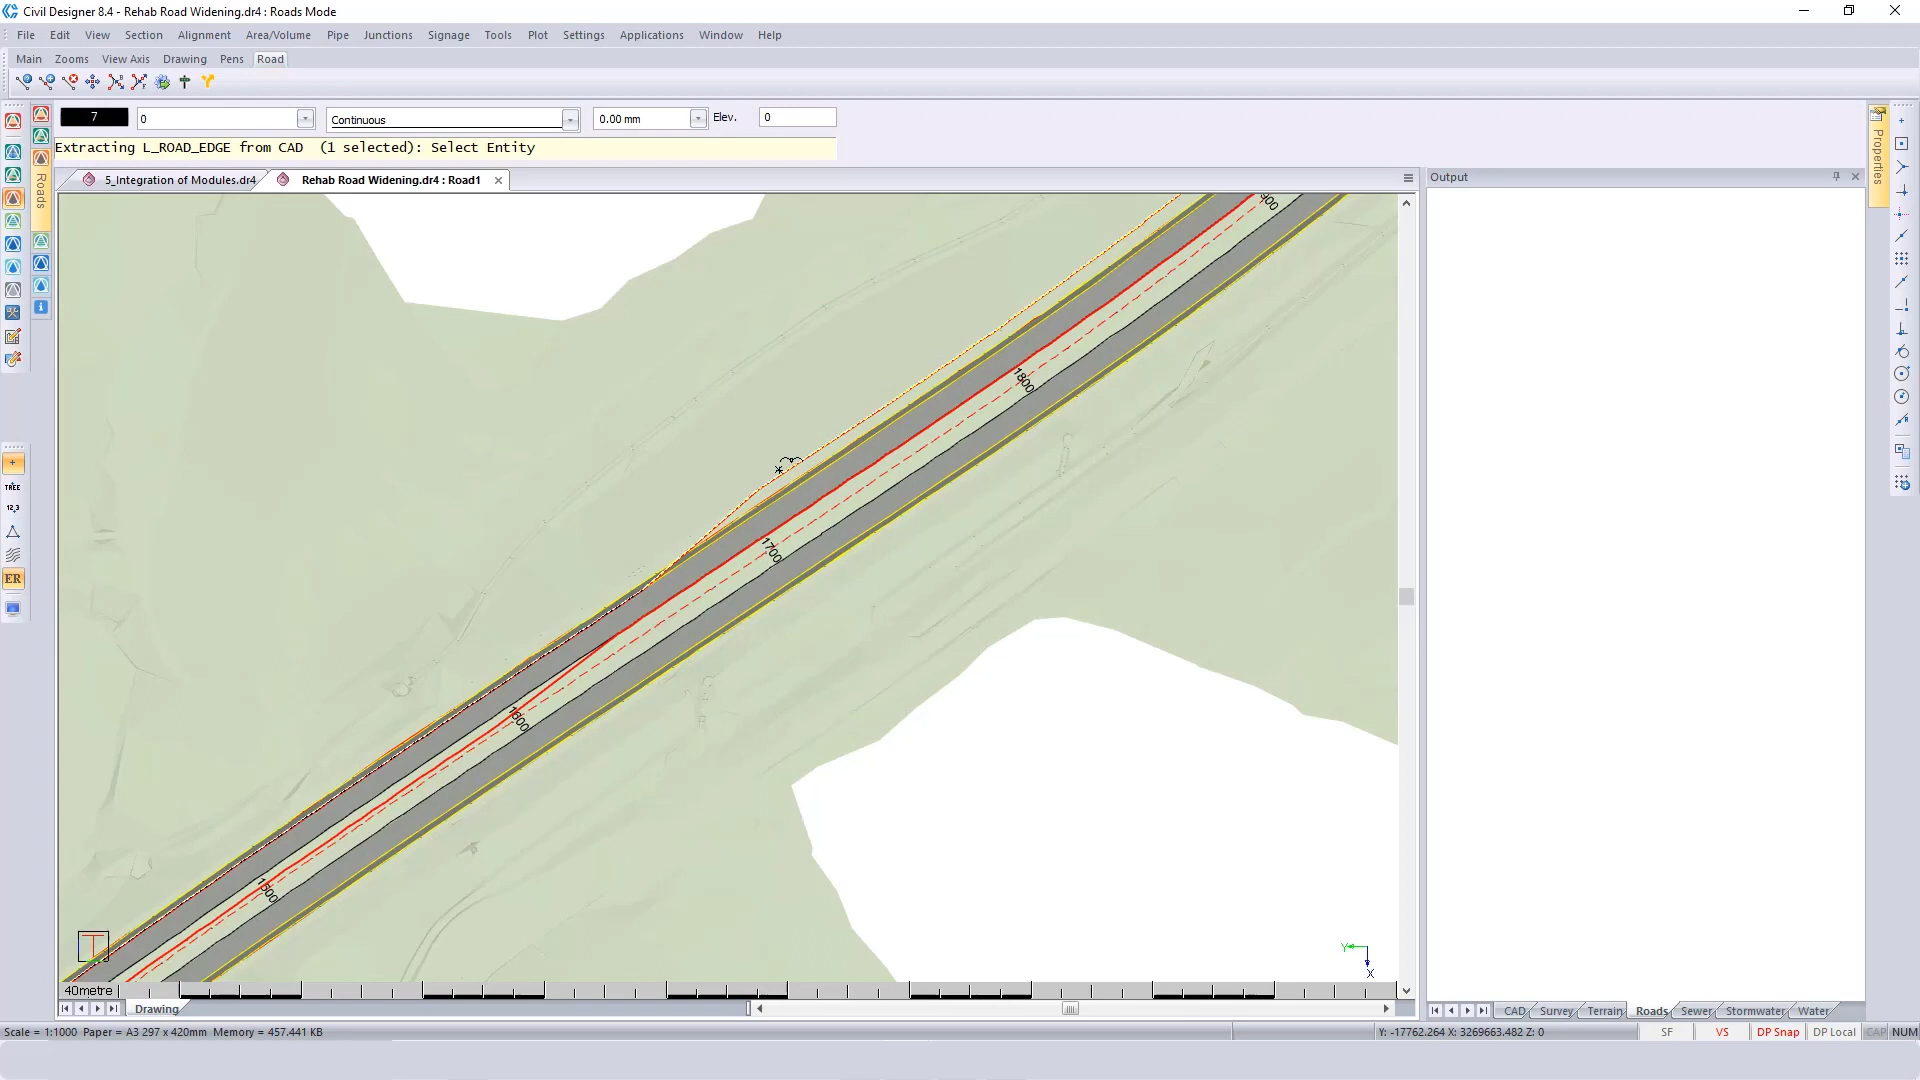 Civil Designer 8.4 - Rehab Road Widening.dr4 : Roads Mode
File Edit View Section Alignment Area/Volume Pipe Junctions Signage Tools Plot Settings Applications Window Help
Main Zooms View Axis Drawing Pens Road
7 0 Continuous 0.00 mm Elev. 0
Extracting L_ROAD_EDGE from CAD (1 selected): Select Entity
5_Integration of Modules.dr4 Rehab Road Widening.dr4 : Road1
Output
Properties
Roads
TREE
12,3
ER
1800
1700
1600
Y
X
40metre
Drawing
CAD Survey Terrain Roads Sewer Stormwater Water
Scale = 1:1000 Paper = A3 297 x 420mm Memory = 457.441 KB
Y: -17762.264 X: 3269663.482 Z: 0 SF VS DP Snap DP Local CAP NUM